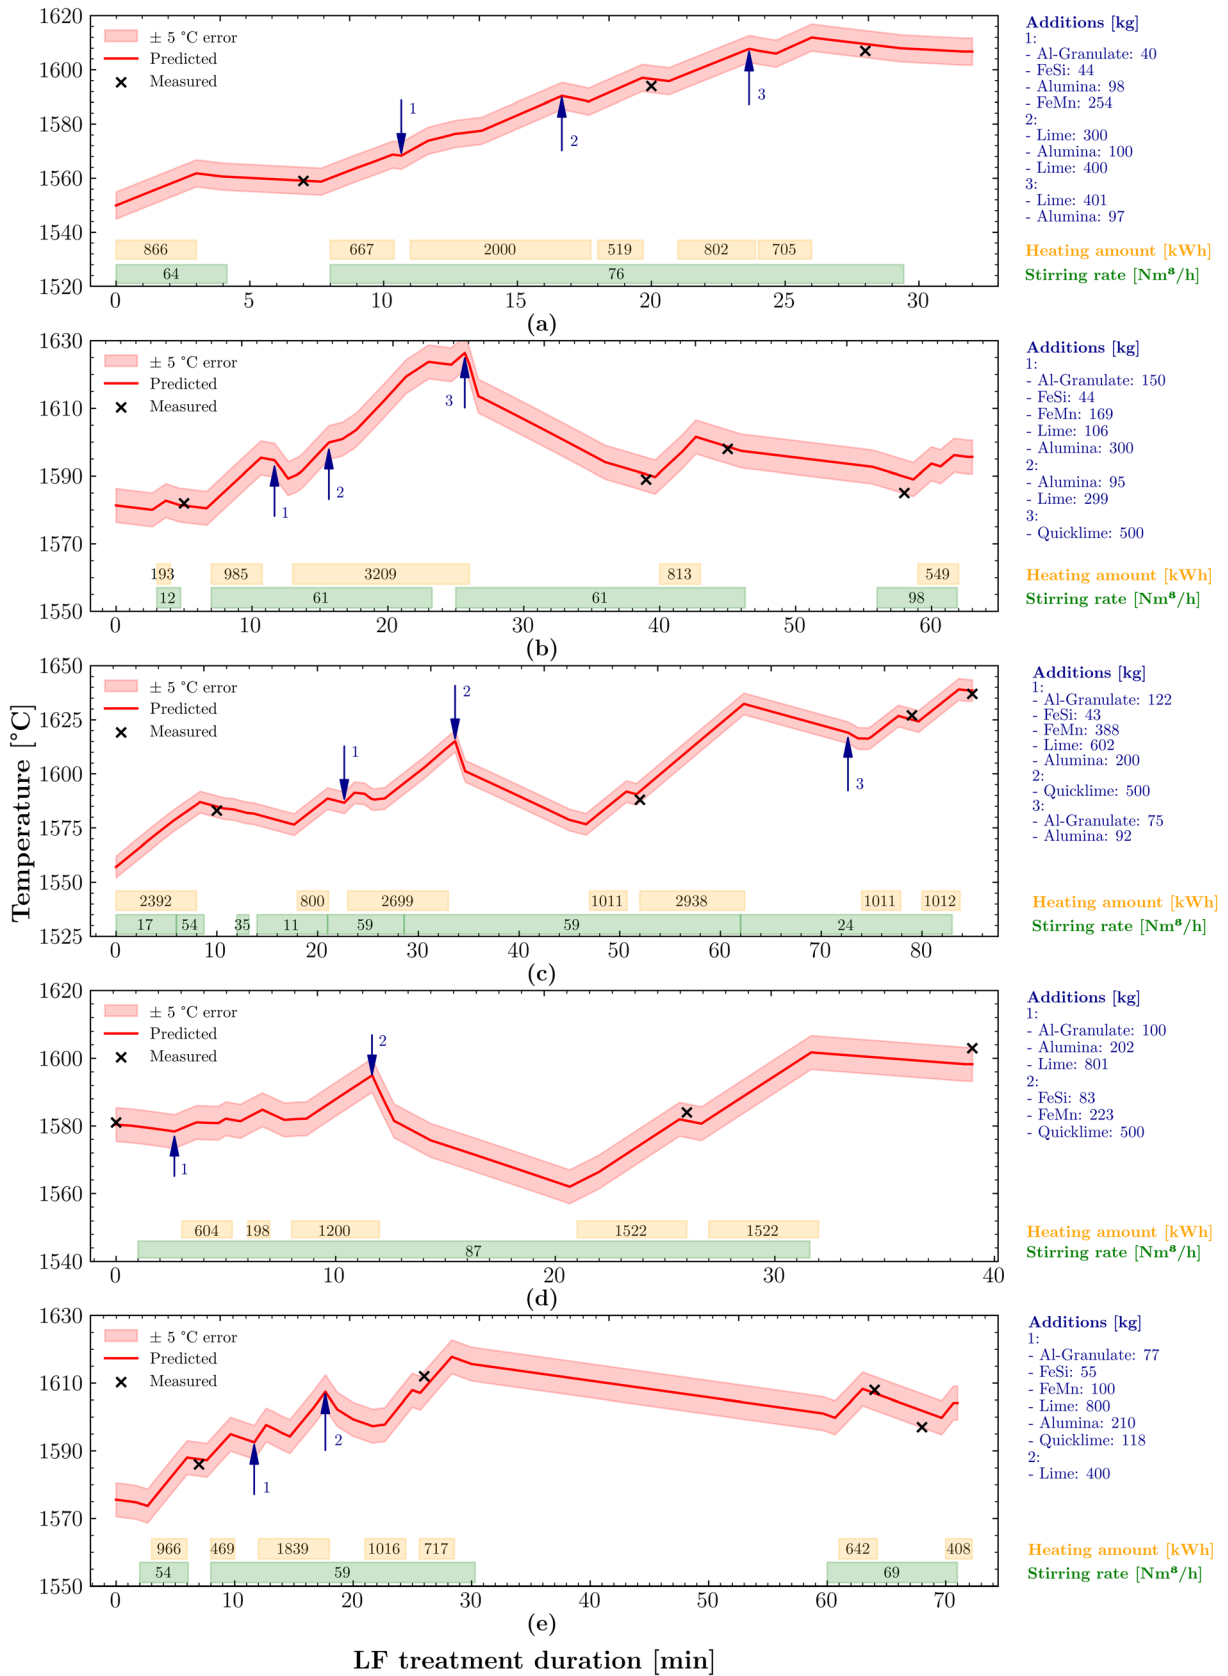 ± 5 °C error
Predicted
Measured
1620
1600
1580
1560
1540
1520
1
2
3
866
667
2000
519
802
705
64
76
0
5
10
15
20
25
30
(a)
Additions [kg]
1:
- Al-Granulate: 40
- FeSi: 44
- Alumina: 98
- FeMn: 254
2:
- Lime: 300
- Alumina: 100
- Lime: 400
3:
- Lime: 401
- Alumina: 97
Heating amount [kWh]
Stirring rate [Nm³/h]
± 5 °C error
Predicted
Measured
1630
1610
1590
1570
1550
1
2
3
193
985
3209
813
549
12
61
61
98
0
10
20
30
40
50
60
(b)
Additions [kg]
1:
- Al-Granulate: 150
- FeSi: 44
- FeMn: 169
- Lime: 106
- Alumina: 300
2:
- Alumina: 95
- Lime: 299
3:
- Quicklime: 500
Heating amount [kWh]
Stirring rate [Nm³/h]
Temperature [°C]
± 5 °C error
Predicted
Measured
1650
1625
1600
1575
1550
1525
1
2
3
2392
800
2699
1011
2938
1011
1012
17
54
35
11
59
59
24
0
10
20
30
40
50
60
70
80
(c)
Additions [kg]
1:
- Al-Granulate: 122
- FeSi: 43
- FeMn: 388
- Lime: 602
- Alumina: 200
2:
- Quicklime: 500
3:
- Al-Granulate: 75
- Alumina: 92
Heating amount [kWh]
Stirring rate [Nm³/h]
± 5 °C error
Predicted
Measured
1620
1600
1580
1560
1540
1
2
604
198
1200
1522
1522
87
0
10
20
30
40
(d)
Additions [kg]
1:
- Al-Granulate: 100
- Alumina: 202
- Lime: 801
2:
- FeSi: 83
- FeMn: 223
- Quicklime: 500
Heating amount [kWh]
Stirring rate [Nm³/h]
± 5 °C error
Predicted
Measured
1630
1610
1590
1570
1550
1
2
966
469
1839
1016
717
642
408
54
59
69
0
10
20
30
40
50
60
70
(e)
Additions [kg]
1:
- Al-Granulate: 77
- FeSi: 55
- FeMn: 100
- Lime: 800
- Alumina: 210
- Quicklime: 118
2:
- Lime: 400
Heating amount [kWh]
Stirring rate [Nm³/h]
LF treatment duration [min]